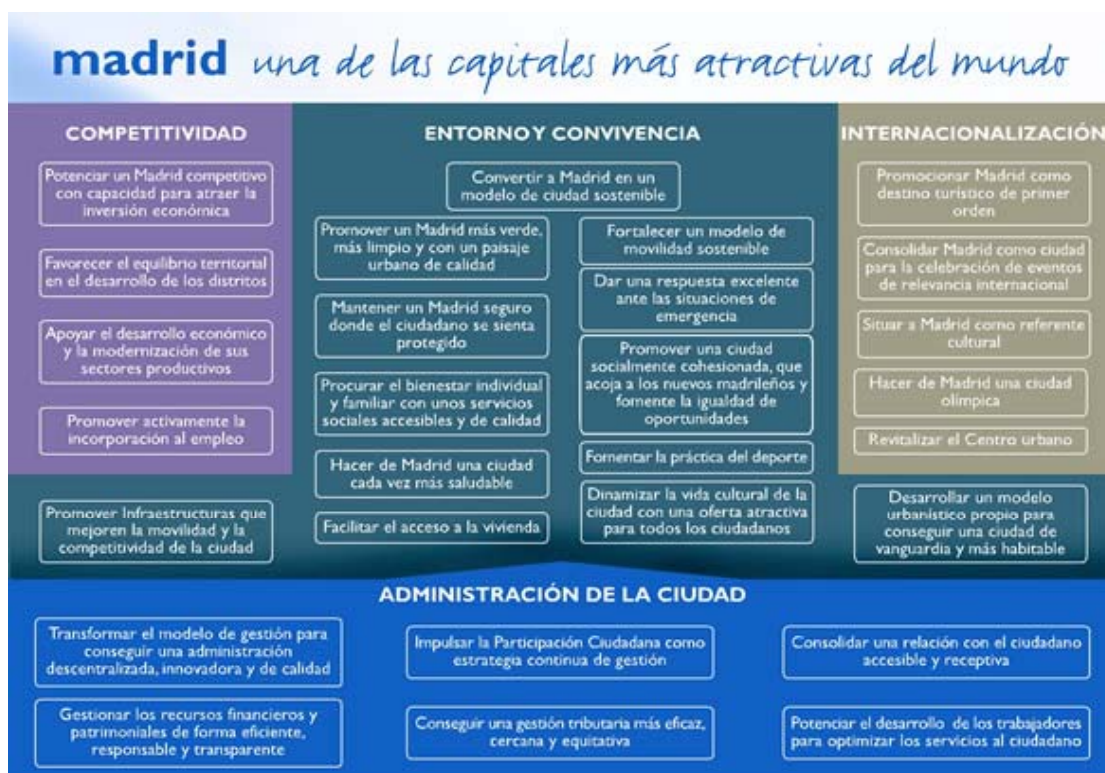 madrid una de las capitales más atractivas del mundo
COMPETITIVIDAD
Potenciar un Madrid competitivo
con capacidad para atraer la
inversión económica
Favorecer el equilibrio territorial
en el desarrollo de los distritos
Apoyar el desarrollo económico
y la modernización de sus
sectores productivos
Promover activamente la
incorporación al empleo
Promover Infraestructuras que
mejoren la movilidad y la
competitividad de la ciudad
ENTORNO Y CONVIVENCIA
Convertir a Madrid en un
modelo de ciudad sostenible
Promover un Madrid más verde,
más limpio y con un paisaje
urbano de calidad
Mantener un Madrid seguro
donde el ciudadano se sienta
protegido
Procurar el bienestar individual
y familiar con unos servicios
sociales accesibles y de calidad
Hacer de Madrid una ciudad
cada vez más saludable
Facilitar el acceso a la vivienda
Fortalecer un modelo de
movilidad sostenible
Dar una respuesta excelente
ante las situaciones de
emergencia
Promover una ciudad
socialmente cohesionada, que
acoja a los nuevos madrileños y
fomente la igualdad de
oportunidades
Fomentar la práctica del deporte
Dinamizar la vida cultural de la
ciudad con una oferta atractiva
para todos los ciudadanos
INTERNACIONALIZACIÓN
Promocionar Madrid como
destino turístico de primer
orden
Consolidar Madrid como ciudad
para la celebración de eventos
de relevancia internacional
Situar a Madrid como referente
cultural
Hacer de Madrid una ciudad
olímpica
Revitalizar el Centro urbano
Desarrollar un modelo
urbanístico propio para
conseguir una ciudad de
vanguardia y más habitable
ADMINISTRACIÓN DE LA CIUDAD
Transformar el modelo de gestión para
conseguir una administración
descentralizada, innovadora y de calidad
Impulsar la Participación Ciudadana como
estrategia continua de gestión
Consolidar una relación con el ciudadano
accesible y receptiva
Gestionar los recursos financieros y
patrimoniales de forma eficiente,
responsable y transparente
Conseguir una gestión tributaria más eficaz,
cercana y equitativa
Potenciar el desarrollo de los trabajadores
para optimizar los servicios al ciudadano